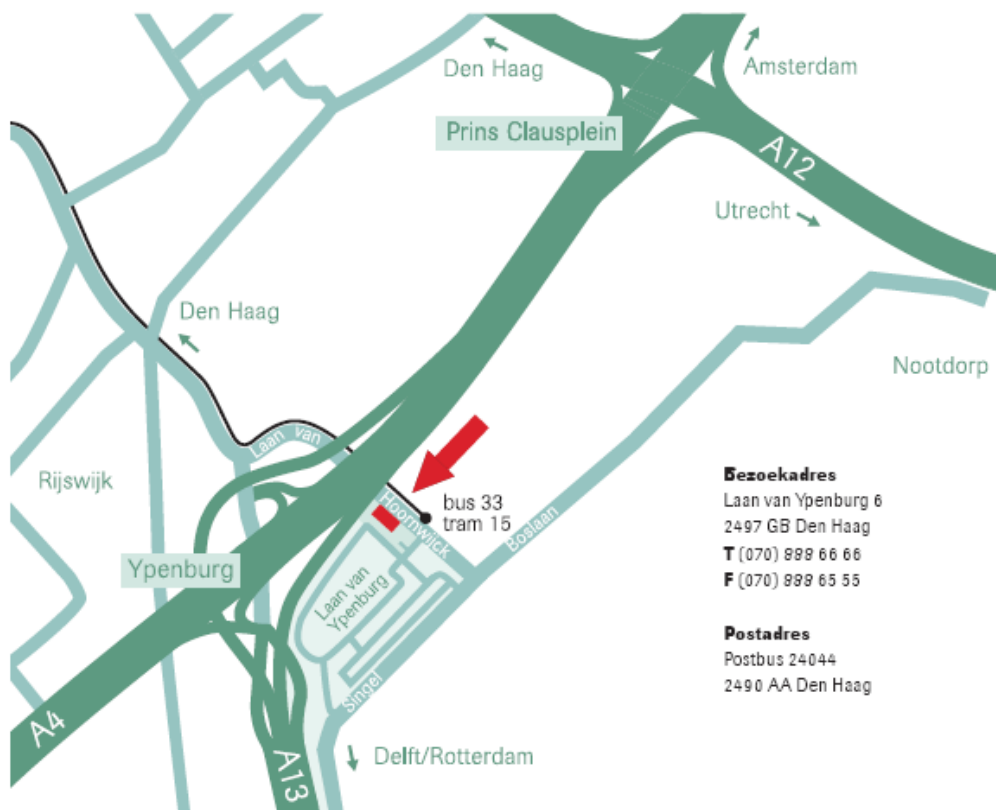 Den Haag
Amsterdam
Prins Clausplein
A12
Utrecht
Den Haag
Nootdorp
Laan van
Hoornwijck
Rijswijk
bus 33
tram 15
Boslaan
Ypenburg
Laan van
Ypenburg
Singel
A4
A13
Delft/Rotterdam
Bezoekadres
Laan van Ypenburg 6
2497 GB Den Haag
T (070) 888 66 66
F (070) 888 65 55
Postadres
Postbus 24044
2490 AA Den Haag